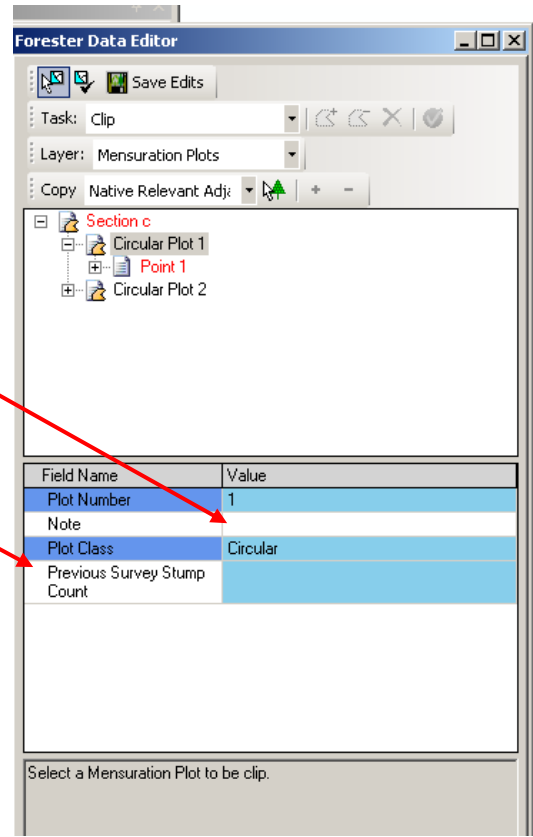 Forester Data Editor
Save Edits
Task: Clip
Layer: Mensuration Plots
Copy Native Relevant Adja
Section c
Circular Plot 1
Point 1
Circular Plot 2
Field Name Value
Plot Number 1
Note
Plot Class Circular
Previous Survey Stump
Count
Select a Mensuration Plot to be clip.